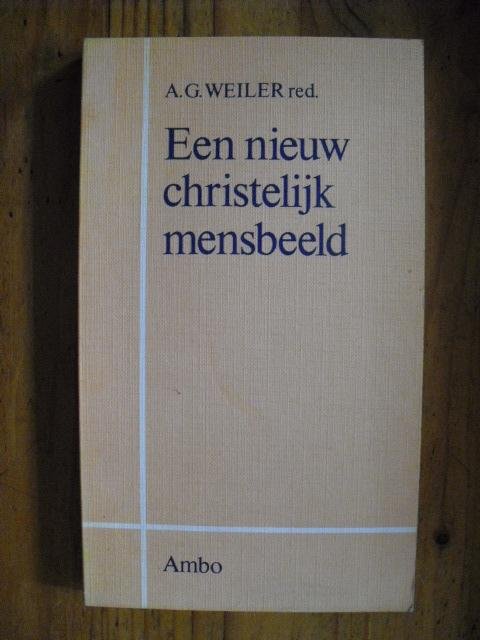 A.G. WEILER red.
Een nieuw
christelijk
mensbeeld
Ambo